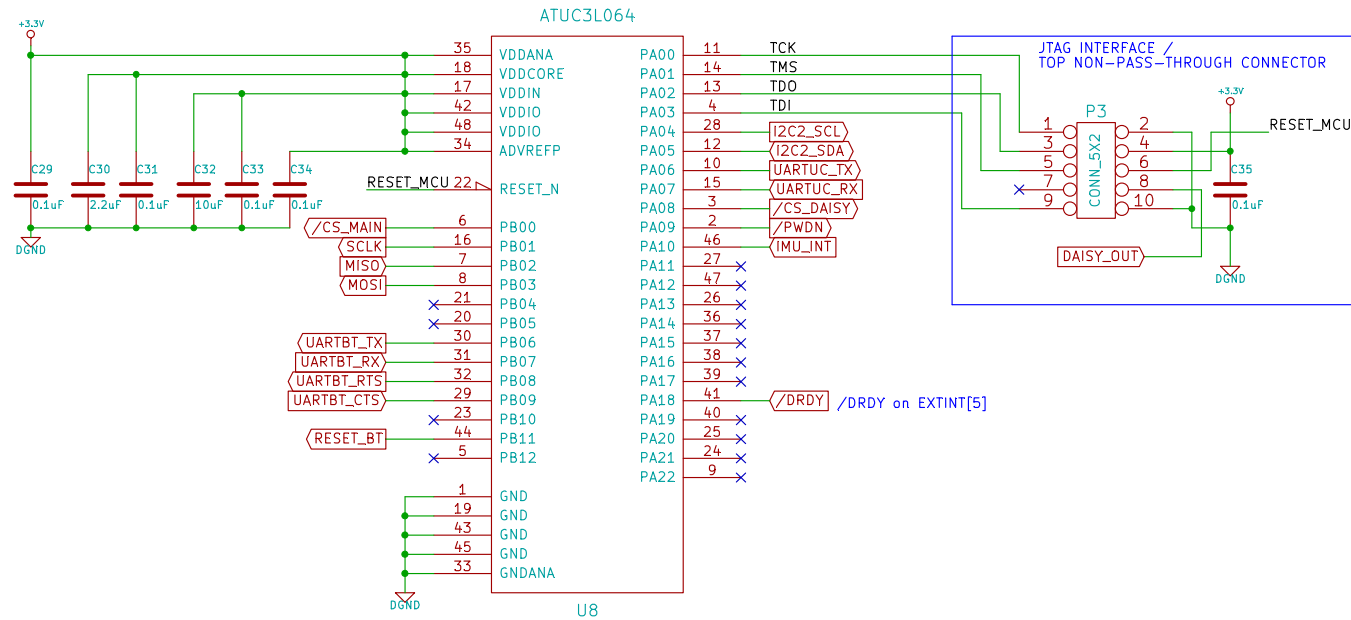 ATUC3L064
+3.3V
35 VDDANA
18 VDDCORE
17 VDDIN
42 VDDIO
48 VDDIO
34 ADVREFP
RESET_MCU 22 RESET_N
C29 0.1uF
C30 2.2uF
C31 0.1uF
C32 10uF
C33 0.1uF
C34 0.1uF
DGND
/CS_MAIN 6 PB00
SCLK 16 PB01
MISO 7 PB02
MOSI 8 PB03
21 PB04
20 PB05
UARTBT_TX 30 PB06
UARTBT_RX 31 PB07
UARTBT_RTS 32 PB08
UARTBT_CTS 29 PB09
23 PB10
RESET_BT 44 PB11
5 PB12
1 GND
19 GND
43 GND
45 GND
33 GNDANA
DGND
U8
PA00 11 TCK
PA01 14 TMS
PA02 13 TDO
PA03 4 TDI
PA04 28 I2C2_SCL
PA05 12 I2C2_SDA
PA06 10 UARTUC_TX
PA07 15 UARTUC_RX
PA08 3 /CS_DAISY
PA09 2 /PWDN
PA10 46 IMU_INT
PA11 27
PA12 47
PA13 26
PA14 36
PA15 37
PA16 38
PA17 39
PA18 41 /DRDY /DRDY on EXTINT[5]
PA19 40
PA20 25
PA21 24
PA22 9
JTAG INTERFACE /
TOP NON-PASS-THROUGH CONNECTOR
+3.3V
P3
CONN_5X2
1 2
3 4
5 6
7 8
9 10
RESET_MCU
C35
0.1uF
DAISY_OUT
DGND